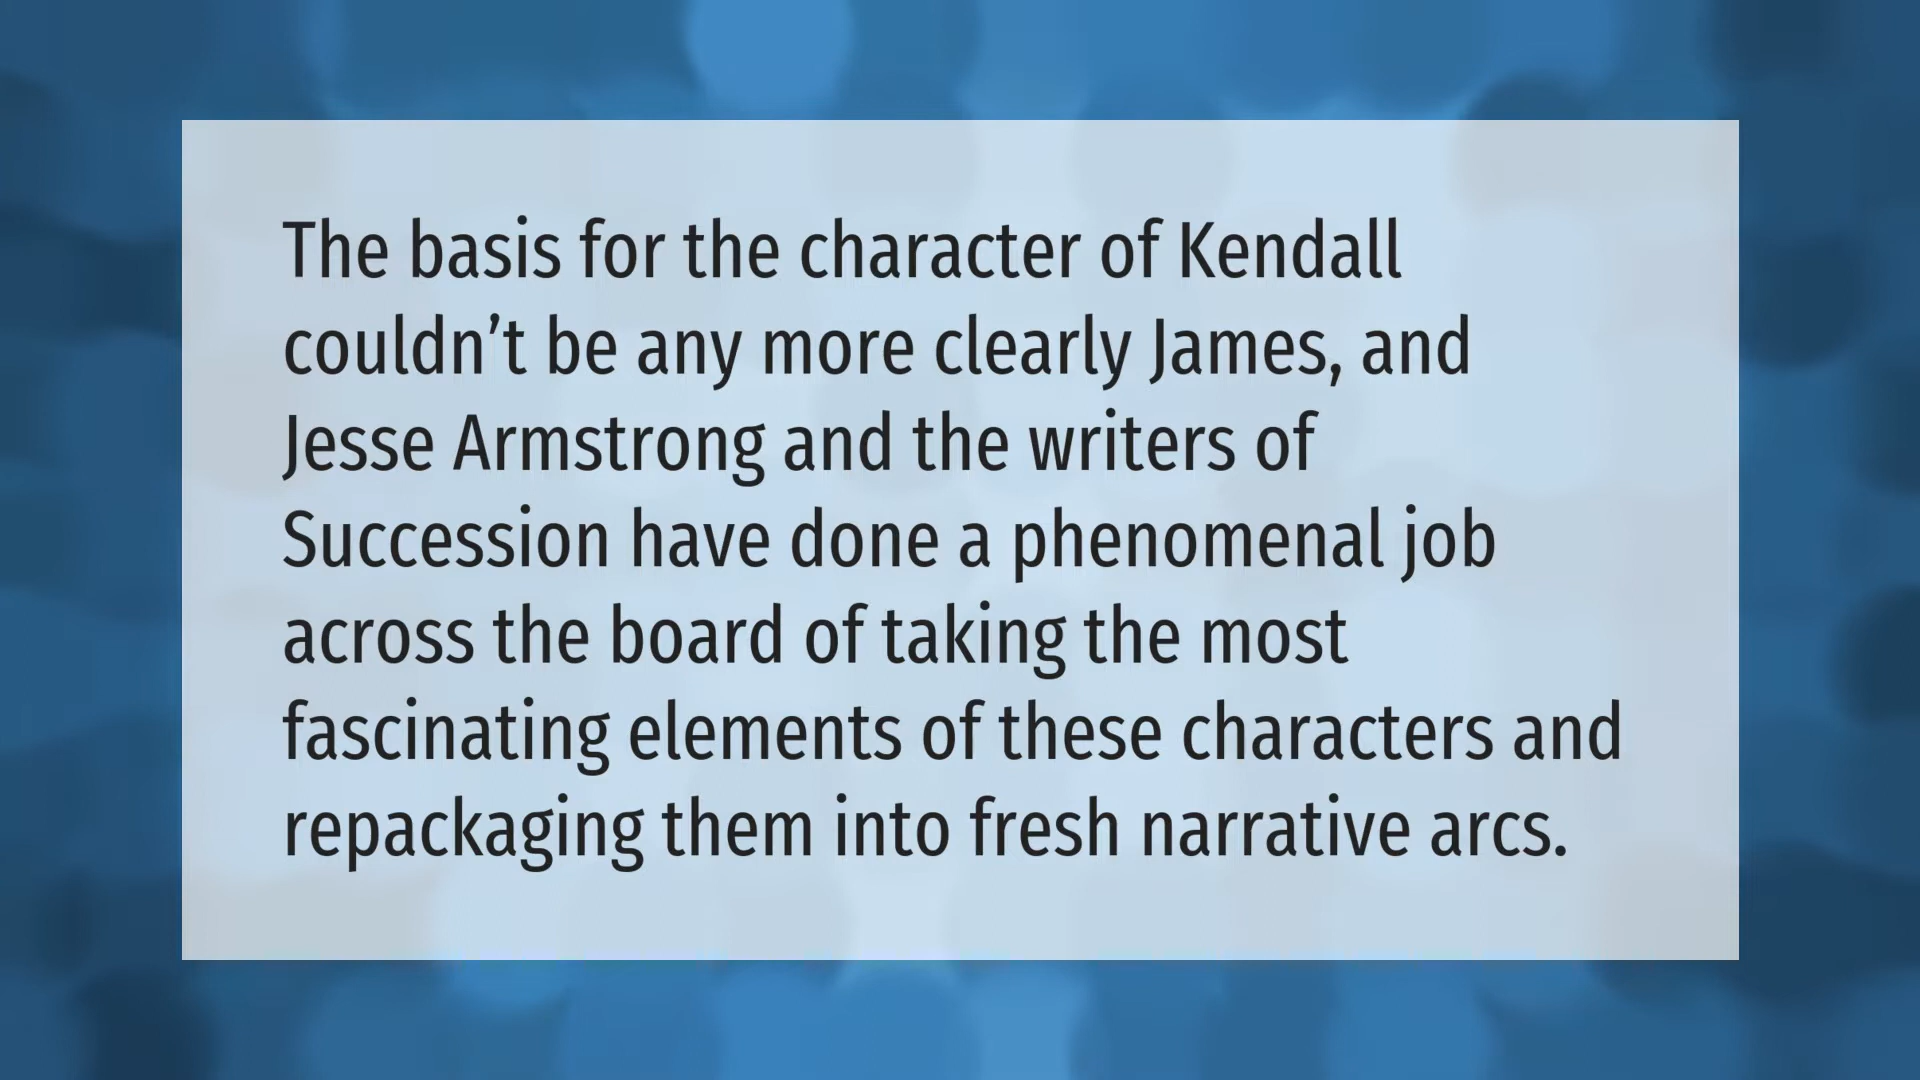 The basis for the character of Kendall
couldn’t be any more clearly James, and
Jesse Armstrong and the writers of
Succession have done a phenomenal job
across the board of taking the most
fascinating elements of these characters and
repackaging them into fresh narrative arcs.